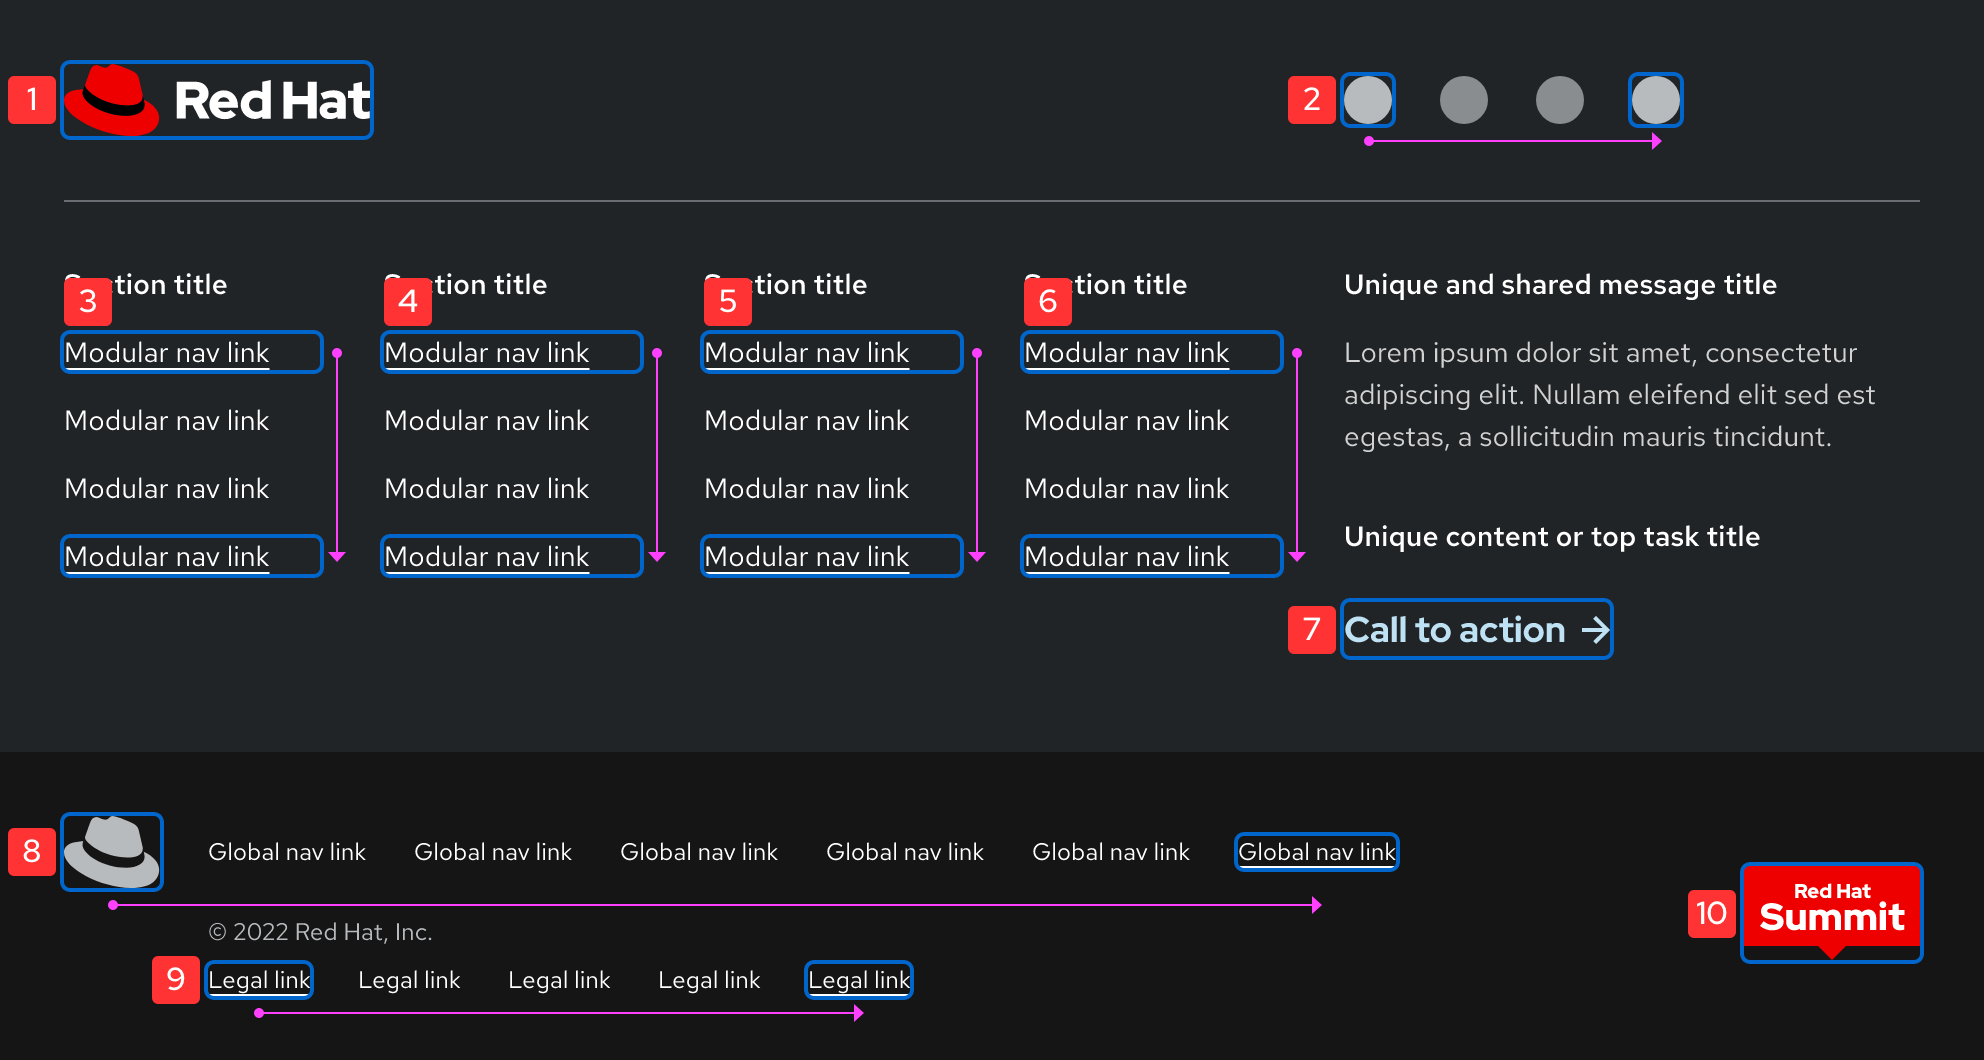 1
Red Hat
2
3
tion title
Modular nav link
Modular nav link
Modular nav link
Modular nav link
4
tion title
Modular nav link
Modular nav link
Modular nav link
Modular nav link
5
tion title
Modular nav link
Modular nav link
Modular nav link
Modular nav link
6
tion title
Modular nav link
Modular nav link
Modular nav link
Modular nav link
Unique and shared message title
Lorem ipsum dolor sit amet, consectetur
adipiscing elit. Nullam eleifend elit sed est
egestas, a sollicitudin mauris tincidunt.
Unique content or top task title
7
Call to action →
8
Global nav link Global nav link Global nav link Global nav link Global nav link Global nav link
© 2022 Red Hat, Inc.
9
Legal link Legal link Legal link Legal link Legal link
10
Red Hat
Summit